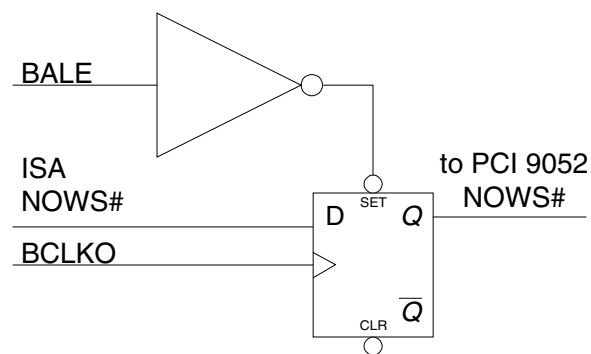 BALE
ISA
NOWS#
BCLKO
to PCI 9052
NOWS#
SET
D
Q
Q̅
CLR